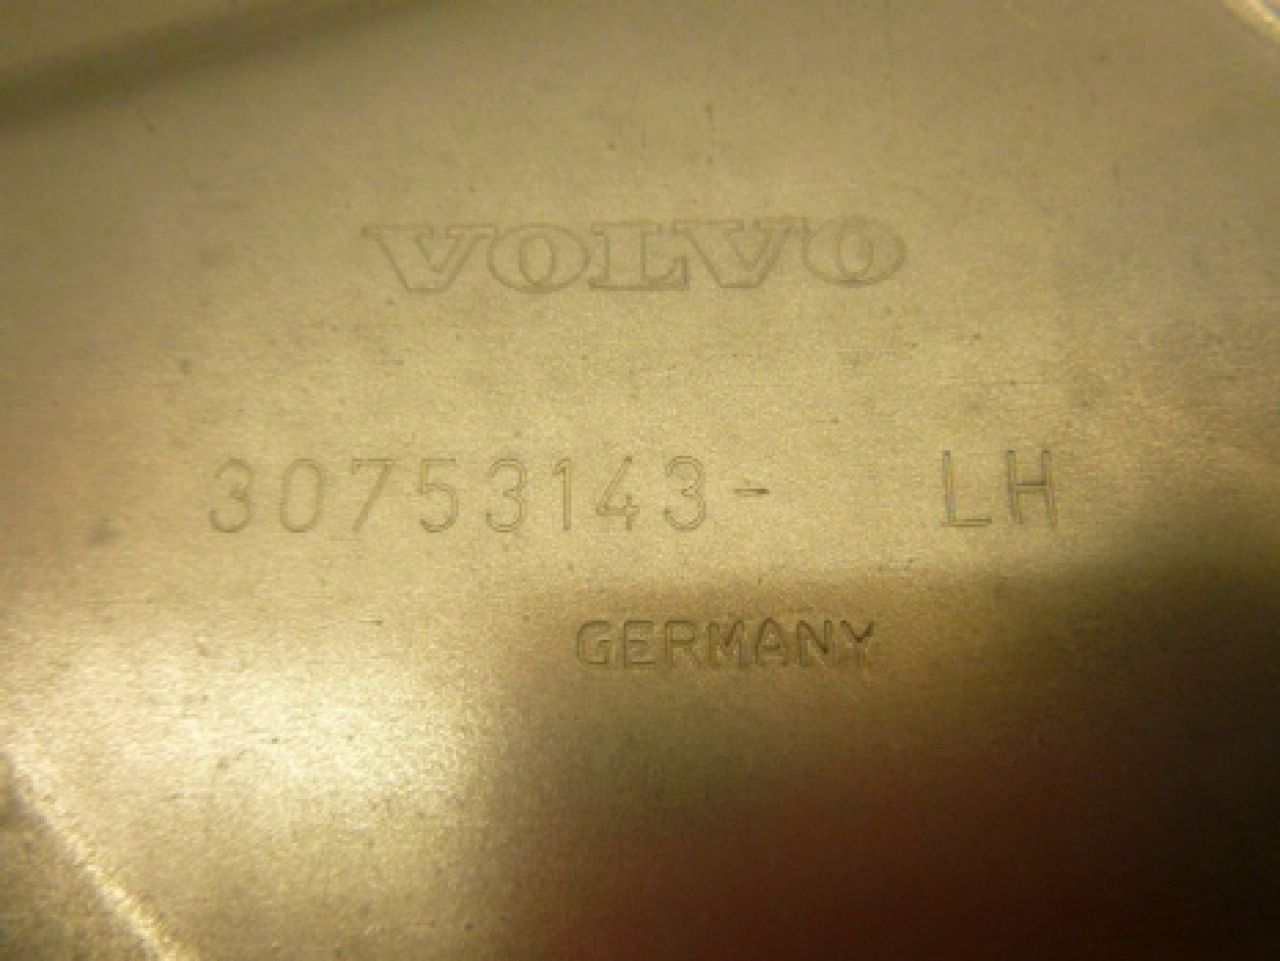 VOLVO
30753143- LH
GERMANY